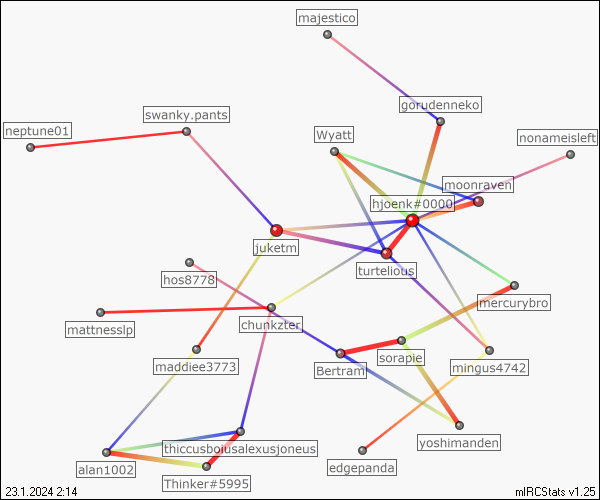 majestico
gorudenneko
swanky.pants
neptune01
Wyatt
nonameisleft
moonraven
hjoenk#0000
juketm
turtelious
hos8778
mercurybro
mattnesslp
chunkzter
sorapie
maddiee3773
Bertram
mingus4742
yoshimanden
thiccusboiusalexusjoneus
alan1002
edgepanda
Thinker#5995
23.1.2024 2:14
mIRCStats v1.25